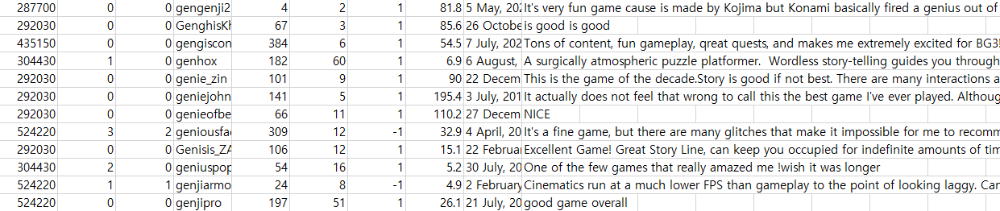 287700 0 0 gengenji2 4 2 1 81.8 5 May, 202 It's very fun game cause is made by Kojima but Konami basically fired a genius out of
292030 0 0 GenghisKh 67 3 1 85.6 26 Octobe is good is good
435150 0 0 gengiscon 384 6 1 54.5 7 July, 202 Tons of content, fun gameplay, great quests, and makes me extremely excited for BG3!
304430 1 0 genhox 182 60 1 6.9 6 August, A surgically atmospheric puzzle platformer.  Wordless story-telling guides you through
292030 0 0 genie_zin 101 9 1 90 22 Decem This is the game of the decade.Story is good if not best. There are many interactions a
292030 0 0 geniejohn 141 5 1 195.4 3 July, 201 It actually does not feel that wrong to call this the best game I've ever played. Althoug
292030 0 0 genieofbe 66 11 1 110.2 27 Decem NICE
524220 3 2 geniousfa 309 12 -1 32.9 4 April, 20 It's a fine game, but there are many glitches that make it impossible for me to recomm
292030 0 0 Genisis_ZA 106 12 1 15.1 22 Februa Excellent Game! Great Story Line, can keep you occupied for indefinite amounts of tim
304430 2 0 geniuspop 54 16 1 5.2 30 July, 20 One of the few games that really amazed me !wish it was longer
524220 1 1 genjiarmo 24 8 -1 4.9 2 February Cinematics run at a much lower FPS than gameplay to the point of looking laggy. Can
524220 0 0 genjipro 197 51 1 26.1 21 July, 20 good game overall